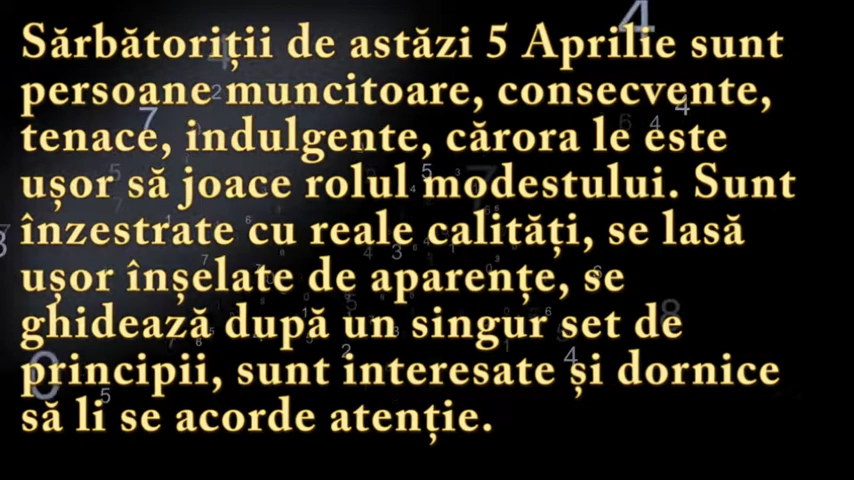 Sărbătoriții de astăzi 5 Aprilie sunt
persoane muncitoare, consecvente,
tenace, indulgente, cărora le este
ușor să joace rolul modestului. Sunt
înzestrate cu reale calități, se lasă
ușor înșelate de aparențe, se
ghidează după un singur set de
principii, sunt interesate și dornice
să li se acorde atenție.